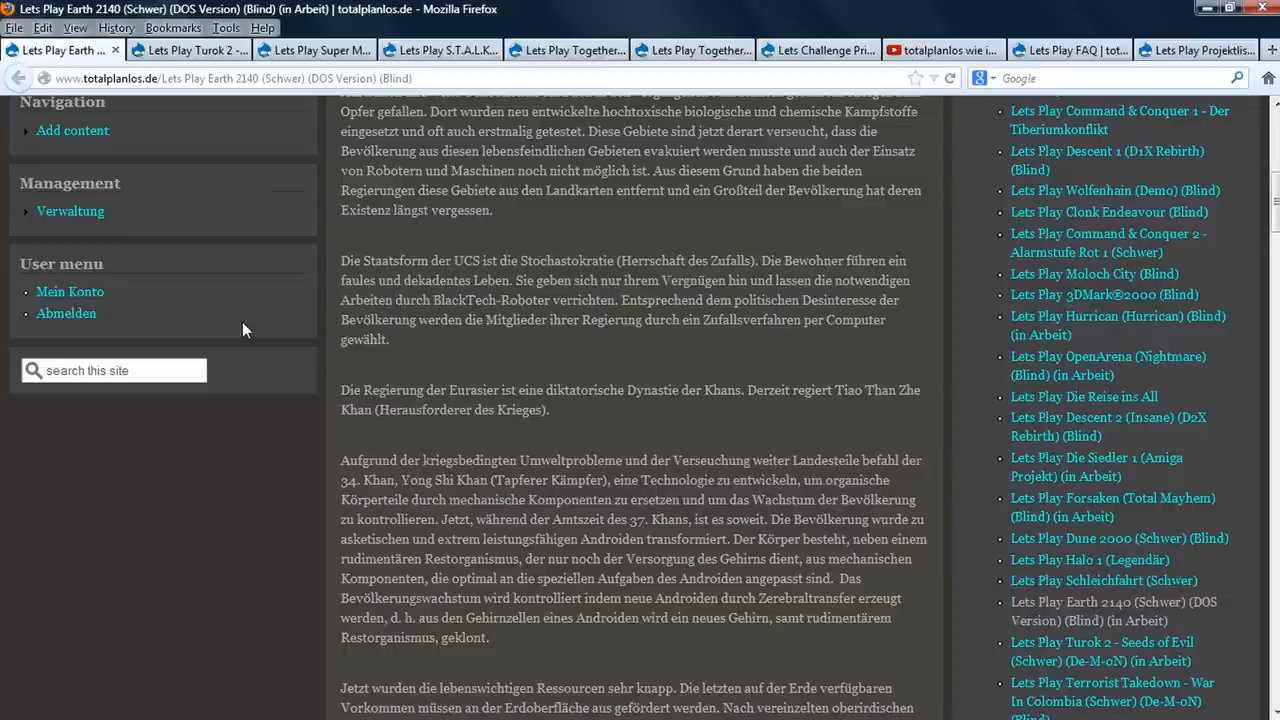 Lets Play Earth 2140 (Schwer) (DOS Version) (Blind) (in Arbeit) | totalplanlos.de - Mozilla Firefox
File Edit View History Bookmarks Tools Help
Lets Play Earth ... Lets Play Turok 2 -... Lets Play Super M... Lets Play S.T.A.L.K... Lets Play Together... Lets Play Together... Lets Challenge Pri... totalplanlos wie i... Lets Play FAQ | tot... Lets Play Projektlis...
www.totalplanlos.de/Lets Play Earth 2140 (Schwer) (DOS Version) (Blind)
Google
Navigation
Add content
Management
Verwaltung
User menu
Mein Konto
Abmelden
search this site
Opfer gefallen. Dort wurden neu entwickelte hochtoxische biologische und chemische Kampfstoffe
eingesetzt und oft auch erstmalig getestet. Diese Gebiete sind jetzt derart verseucht, dass die
Bevölkerung aus diesen lebensfeindlichen Gebieten evakuiert werden musste und auch der Einsatz
von Robotern und Maschinen noch nicht möglich ist. Aus diesem Grund haben die beiden
Regierungen diese Gebiete aus den Landkarten entfernt und ein Großteil der Bevölkerung hat deren
Existenz längst vergessen.
Die Staatsform der UCS ist die Stochastokratie (Herrschaft des Zufalls). Die Bewohner führen ein
faules und dekadentes Leben. Sie geben sich nur ihrem Vergnügen hin und lassen die notwendigen
Arbeiten durch BlackTech-Roboter verrichten. Entsprechend dem politischen Desinteresse der
Bevölkerung werden die Mitglieder ihrer Regierung durch ein Zufallsverfahren per Computer
gewählt.
Die Regierung der Eurasier ist eine diktatorische Dynastie der Khans. Derzeit regiert Tiao Than Zhe
Khan (Herausforderer des Krieges).
Aufgrund der kriegsbedingten Umweltprobleme und der Verseuchung weiter Landesteile befahl der
34. Khan, Yong Shi Khan (Tapferer Kämpfer), eine Technologie zu entwickeln, um organische
Körperteile durch mechanische Komponenten zu ersetzen und um das Wachstum der Bevölkerung
zu kontrollieren. Jetzt, während der Amtszeit des 37. Khans, ist es soweit. Die Bevölkerung wurde zu
asketischen und extrem leistungsfähigen Androiden transformiert. Der Körper besteht, neben einem
rudimentären Restorganismus, der nur noch der Versorgung des Gehirns dient, aus mechanischen
Komponenten, die optimal an die speziellen Aufgaben des Androiden angepasst sind. Das
Bevölkerungswachstum wird kontrolliert indem neue Androiden durch Zerebraltransfer erzeugt
werden, d. h. aus den Gehirnzellen eines Androiden wird ein neues Gehirn, samt rudimentärem
Restorganismus, geklont.
Jetzt wurden die lebenswichtigen Ressourcen sehr knapp. Die letzten auf der Erde verfügbaren
Vorkommen müssen an der Erdoberfläche aus gefördert werden. Nach vereinzelten oberirdischen
Lets Play Command & Conquer 1 - Der
Tiberiumkonflikt
Lets Play Descent 1 (D1X Rebirth)
(Blind)
Lets Play Wolfenhain (Demo) (Blind)
Lets Play Clonk Endeavour (Blind)
Lets Play Command & Conquer 2 -
Alarmstufe Rot 1 (Schwer)
Lets Play Moloch City (Blind)
Lets Play 3DMark®2000 (Blind)
Lets Play Hurrican (Hurrican) (Blind)
(in Arbeit)
Lets Play OpenArena (Nightmare)
(Blind) (in Arbeit)
Lets Play Die Reise ins All
Lets Play Descent 2 (Insane) (D2X
Rebirth) (Blind)
Lets Play Die Siedler 1 (Amiga
Projekt) (in Arbeit)
Lets Play Forsaken (Total Mayhem)
(Blind) (in Arbeit)
Lets Play Dune 2000 (Schwer) (Blind)
Lets Play Halo 1 (Legendär)
Lets Play Schleichfahrt (Schwer)
Lets Play Earth 2140 (Schwer) (DOS
Version) (Blind) (in Arbeit)
Lets Play Turok 2 - Seeds of Evil
(Schwer) (De-M-oN) (in Arbeit)
Lets Play Terrorist Takedown - War
In Colombia (Schwer) (De-M-oN)